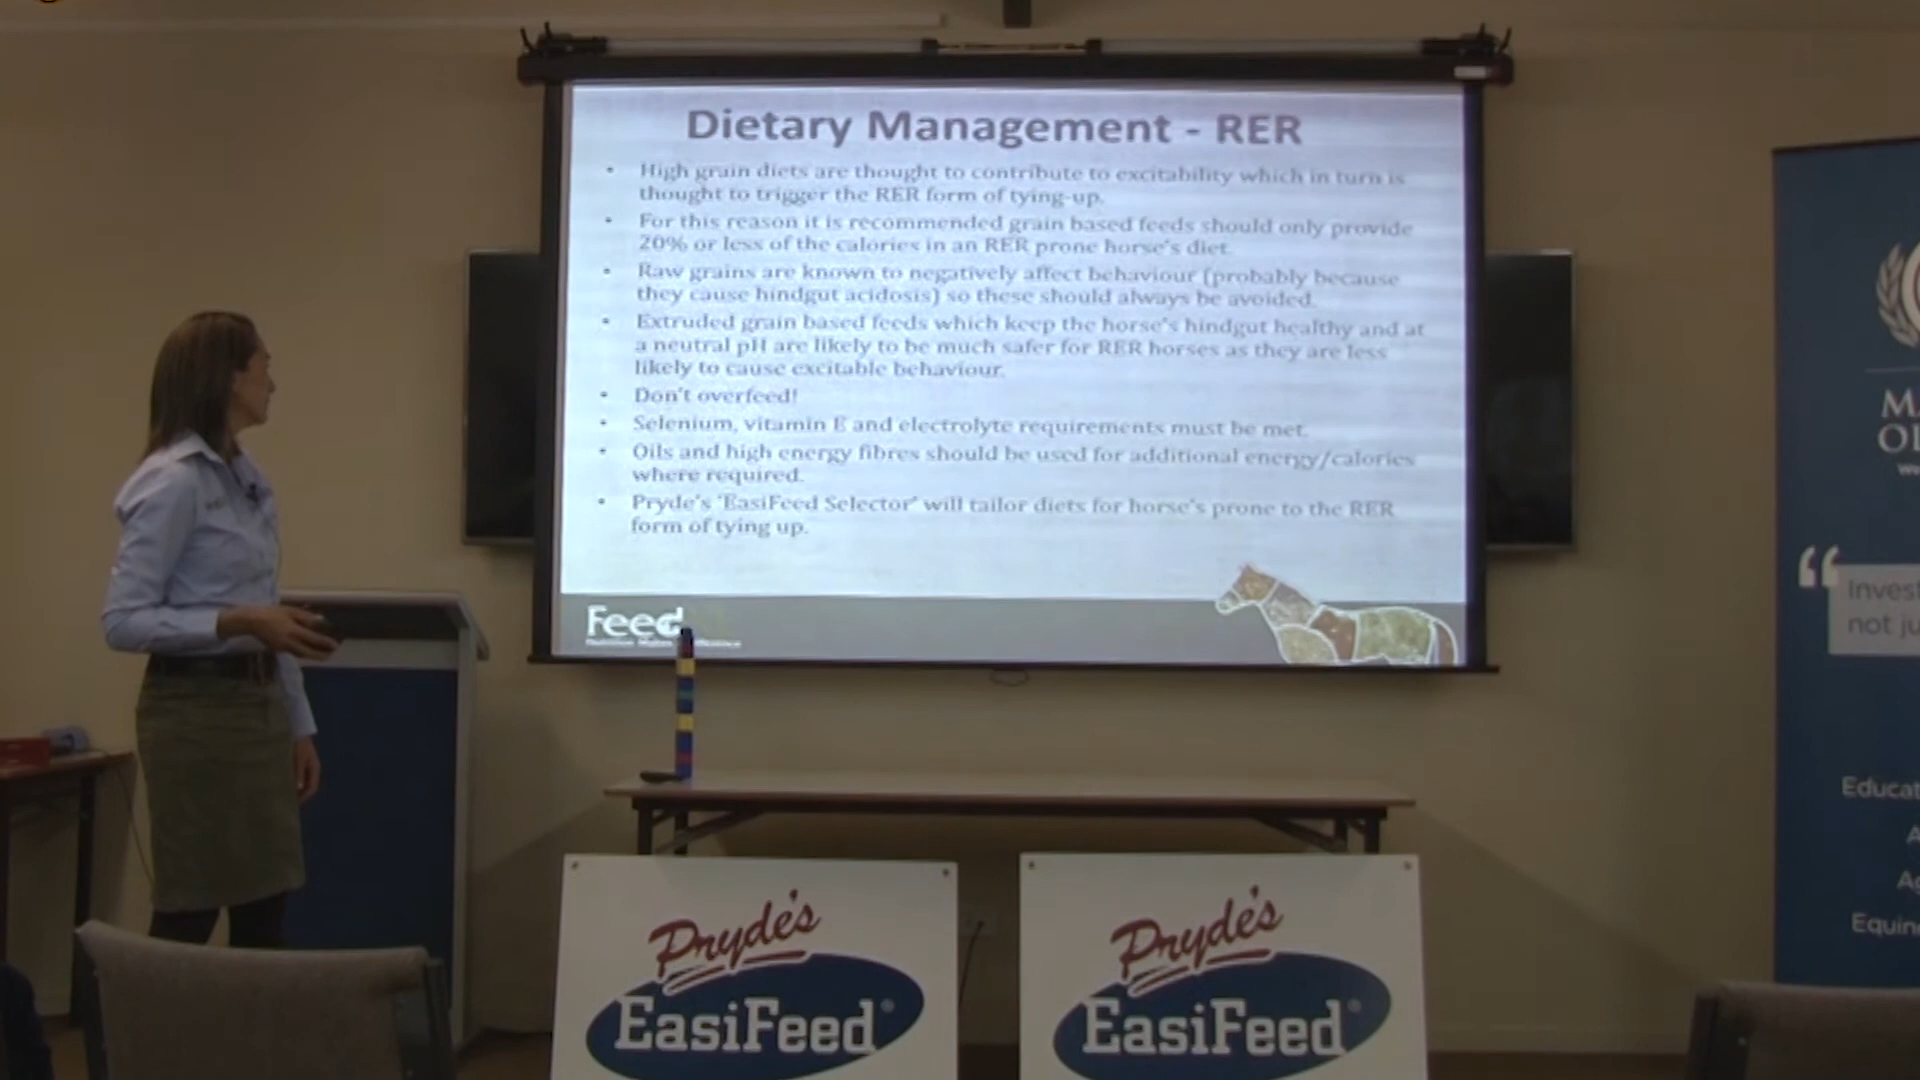 Dietary Management - RER
• High grain diets are thought to contribute to excitability which in turn is
thought to trigger the RER form of tying-up.
• For this reason it is recommended grain based feeds should only provide
20% or less of the calories in an RER prone horse's diet.
• Raw grains are known to negatively affect behaviour (probably because
they cause hindgut acidosis) so these should always be avoided.
• Extruded grain based feeds which keep the horse's hindgut healthy and at
a neutral pH are likely to be much safer for RER horses as they are less
likely to cause excitable behaviour.
• Don't overfeed!
• Selenium, vitamin E and electrolyte requirements must be met.
• Oils and high energy fibres should be used for additional energy/calories
where required.
• Pryde's 'EasiFeed Selector' will tailor diets for horse's prone to the RER
form of tying up.
Feed
Pryde's
EasiFeed®
Pryde's
EasiFeed®
“
Invest
not ju
Educat
Equin